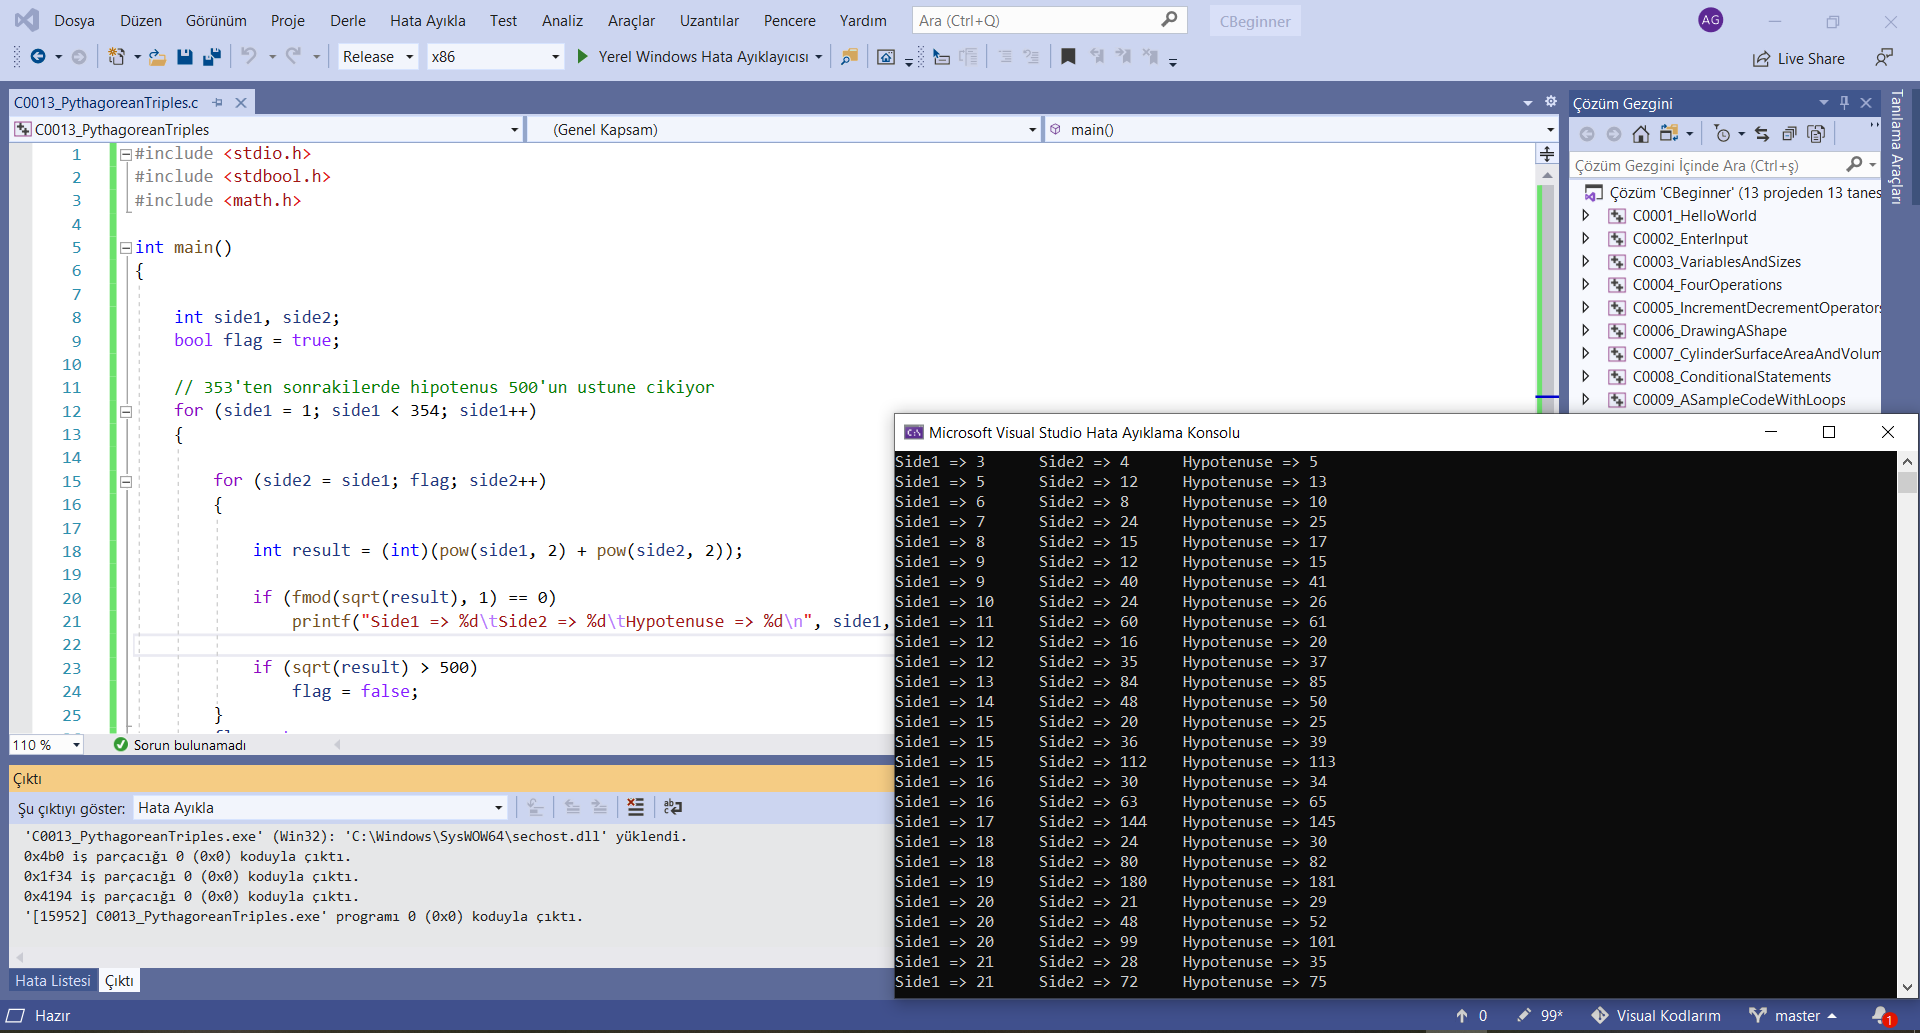 Dosya Düzen Görünüm Proje Derle Hata Ayıkla Test Analiz Araçlar Uzantılar Pencere Yardım Ara (Ctrl+Q) CBeginner AG
Release x86 Yerel Windows Hata Ayıklayıcısı Live Share
C0013_PythagoreanTriples.c
C0013_PythagoreanTriples (Genel Kapsam) main()
1 #include <stdio.h>
2 #include <stdbool.h>
3 #include <math.h>
4
5 int main()
6 {
7
8 int side1, side2;
9 bool flag = true;
10
11 // 353'ten sonrakilerde hipotenus 500'un ustune cikiyor
12 for (side1 = 1; side1 < 354; side1++)
13 {
14
15 for (side2 = side1; flag; side2++)
16 {
17
18 int result = (int)(pow(side1, 2) + pow(side2, 2));
19
20 if (fmod(sqrt(result), 1) == 0)
21 printf("Side1 => %d\tSide2 => %d\tHypotenuse => %d\n", side1,
22
23 if (sqrt(result) > 500)
24 flag = false;
25 }
110 % Sorun bulunamadı
Çıktı
Şu çıktıyı göster: Hata Ayıkla
'C0013_PythagoreanTriples.exe' (Win32): 'C:\Windows\SysWOW64\sechost.dll' yüklendi.
0x4b0 iş parçacığı 0 (0x0) koduyla çıktı.
0x1f34 iş parçacığı 0 (0x0) koduyla çıktı.
0x4194 iş parçacığı 0 (0x0) koduyla çıktı.
'[15952] C0013_PythagoreanTriples.exe' programı 0 (0x0) koduyla çıktı.
Hata Listesi Çıktı
Çözüm Gezgini
Çözüm Gezgini İçinde Ara (Ctrl+ş)
Çözüm 'CBeginner' (13 projeden 13 tanes
C0001_HelloWorld
C0002_EnterInput
C0003_VariablesAndSizes
C0004_FourOperations
C0005_IncrementDecrementOperators
C0006_DrawingAShape
C0007_CylinderSurfaceAreaAndVolum
C0008_ConditionalStatements
C0009_ASampleCodeWithLoops
Tanılama Araçları
Microsoft Visual Studio Hata Ayıklama Konsolu
Side1 => 3 Side2 => 4 Hypotenuse => 5
Side1 => 5 Side2 => 12 Hypotenuse => 13
Side1 => 6 Side2 => 8 Hypotenuse => 10
Side1 => 7 Side2 => 24 Hypotenuse => 25
Side1 => 8 Side2 => 15 Hypotenuse => 17
Side1 => 9 Side2 => 12 Hypotenuse => 15
Side1 => 9 Side2 => 40 Hypotenuse => 41
Side1 => 10 Side2 => 24 Hypotenuse => 26
Side1 => 11 Side2 => 60 Hypotenuse => 61
Side1 => 12 Side2 => 16 Hypotenuse => 20
Side1 => 12 Side2 => 35 Hypotenuse => 37
Side1 => 13 Side2 => 84 Hypotenuse => 85
Side1 => 14 Side2 => 48 Hypotenuse => 50
Side1 => 15 Side2 => 20 Hypotenuse => 25
Side1 => 15 Side2 => 36 Hypotenuse => 39
Side1 => 15 Side2 => 112 Hypotenuse => 113
Side1 => 16 Side2 => 30 Hypotenuse => 34
Side1 => 16 Side2 => 63 Hypotenuse => 65
Side1 => 17 Side2 => 144 Hypotenuse => 145
Side1 => 18 Side2 => 24 Hypotenuse => 30
Side1 => 18 Side2 => 80 Hypotenuse => 82
Side1 => 19 Side2 => 180 Hypotenuse => 181
Side1 => 20 Side2 => 21 Hypotenuse => 29
Side1 => 20 Side2 => 48 Hypotenuse => 52
Side1 => 20 Side2 => 99 Hypotenuse => 101
Side1 => 21 Side2 => 28 Hypotenuse => 35
Side1 => 21 Side2 => 72 Hypotenuse => 75
Hazır 0 99* Visual Kodlarım master 1